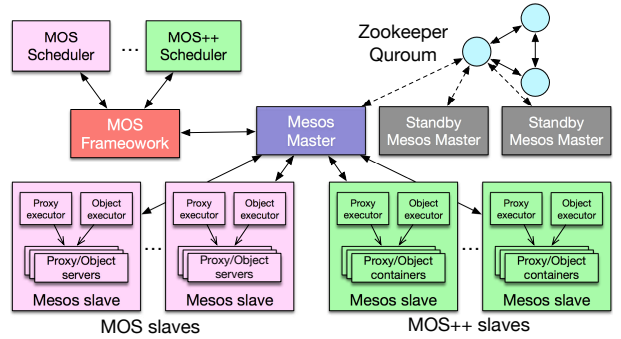 MOS
Scheduler
...
MOS++
Scheduler
Zookeeper
Quroum
MOS
Frameowork
Mesos
Master
Standby
Mesos Master
Standby
Mesos Master
Proxy
executor
Object
executor
Proxy/Object
servers
Mesos slave
...
Proxy
executor
Object
executor
Proxy/Object
servers
Mesos slave
Proxy
executor
Object
executor
Proxy/Object
containers
Mesos slave
...
Proxy
executor
Object
executor
Proxy/Object
containers
Mesos slave
MOS slaves
MOS++ slaves